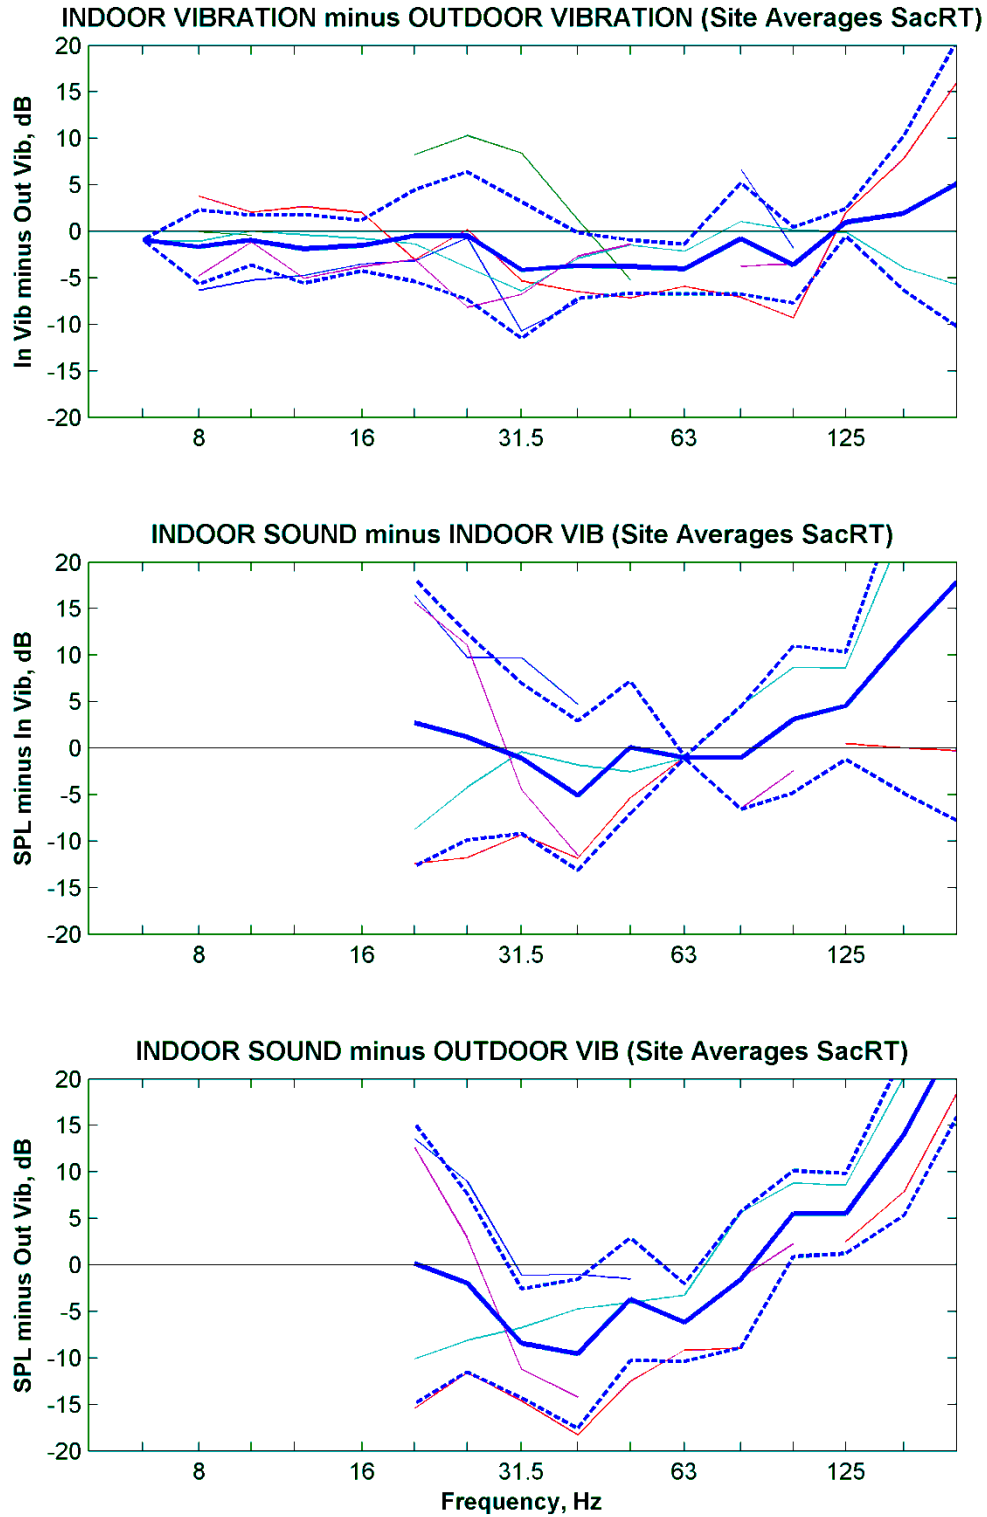 INDOOR VIBRATION minus OUTDOOR VIBRATION (Site Averages SacRT)
In Vib minus Out Vib, dB
20
15
10
5
0
-5
-10
-15
-20
8 16 31.5 63 125
INDOOR SOUND minus INDOOR VIB (Site Averages SacRT)
SPL minus In Vib, dB
20
15
10
5
0
-5
-10
-15
-20
8 16 31.5 63 125
INDOOR SOUND minus OUTDOOR VIB (Site Averages SacRT)
SPL minus Out Vib, dB
20
15
10
5
0
-5
-10
-15
-20
8 16 31.5 63 125
Frequency, Hz